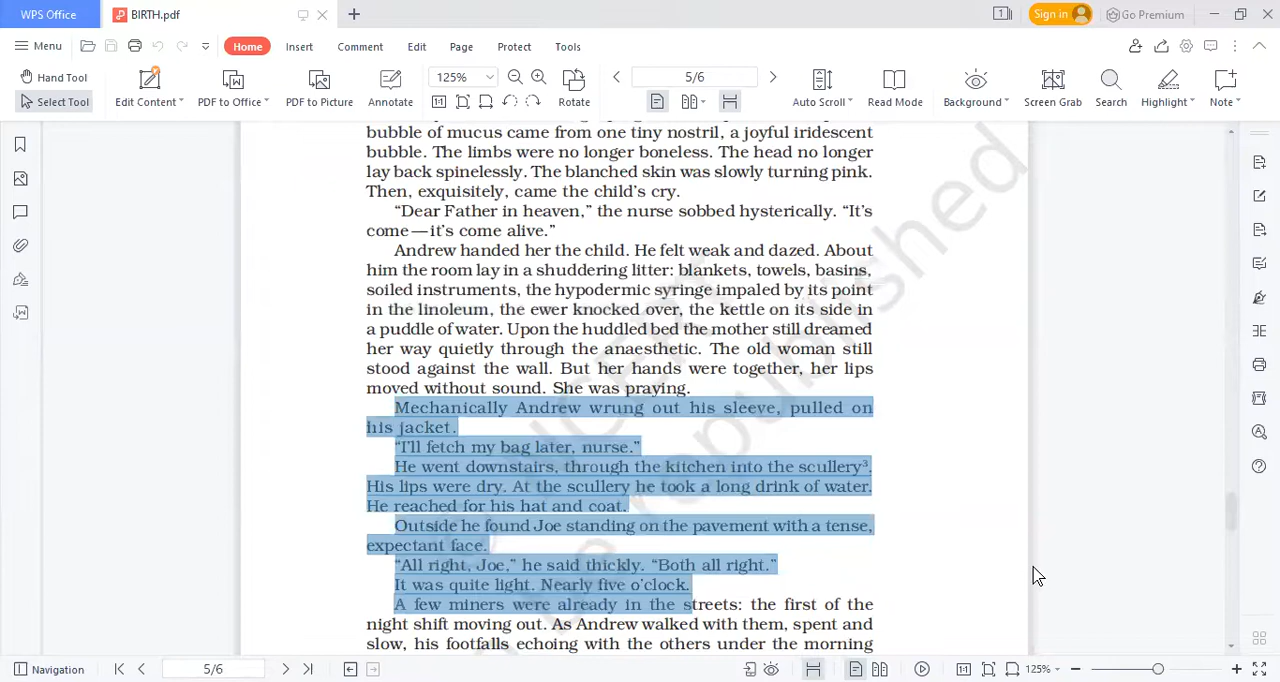 WPS Office
BIRTH.pdf
1
Sign in
Go Premium
Menu
Home
Insert
Comment
Edit
Page
Protect
Tools
Hand Tool
Select Tool
Edit Content
PDF to Office
PDF to Picture
Annotate
125%
Rotate
5/6
Auto Scroll
Read Mode
Background
Screen Grab
Search
Highlight
Note
bubble of mucus came from one tiny nostril, a joyful iridescent
bubble. The limbs were no longer boneless. The head no longer
lay back spinelessly. The blanched skin was slowly turning pink.
Then, exquisitely, came the child’s cry.
“Dear Father in heaven,” the nurse sobbed hysterically. “It’s
come—it’s come alive.”
Andrew handed her the child. He felt weak and dazed. About
him the room lay in a shuddering litter: blankets, towels, basins,
soiled instruments, the hypodermic syringe impaled by its point
in the linoleum, the ewer knocked over, the kettle on its side in
a puddle of water. Upon the huddled bed the mother still dreamed
her way quietly through the anaesthetic. The old woman still
stood against the wall. But her hands were together, her lips
moved without sound. She was praying.
Mechanically Andrew wrung out his sleeve, pulled on
his jacket.
“I’ll fetch my bag later, nurse.”
He went downstairs, through the kitchen into the scullery³.
His lips were dry. At the scullery he took a long drink of water.
He reached for his hat and coat.
Outside he found Joe standing on the pavement with a tense,
expectant face.
“All right, Joe,” he said thickly. “Both all right.”
It was quite light. Nearly five o’clock.
A few miners were already in the streets: the first of the
night shift moving out. As Andrew walked with them, spent and
slow, his footfalls echoing with the others under the morning
Navigation
5/6
125%